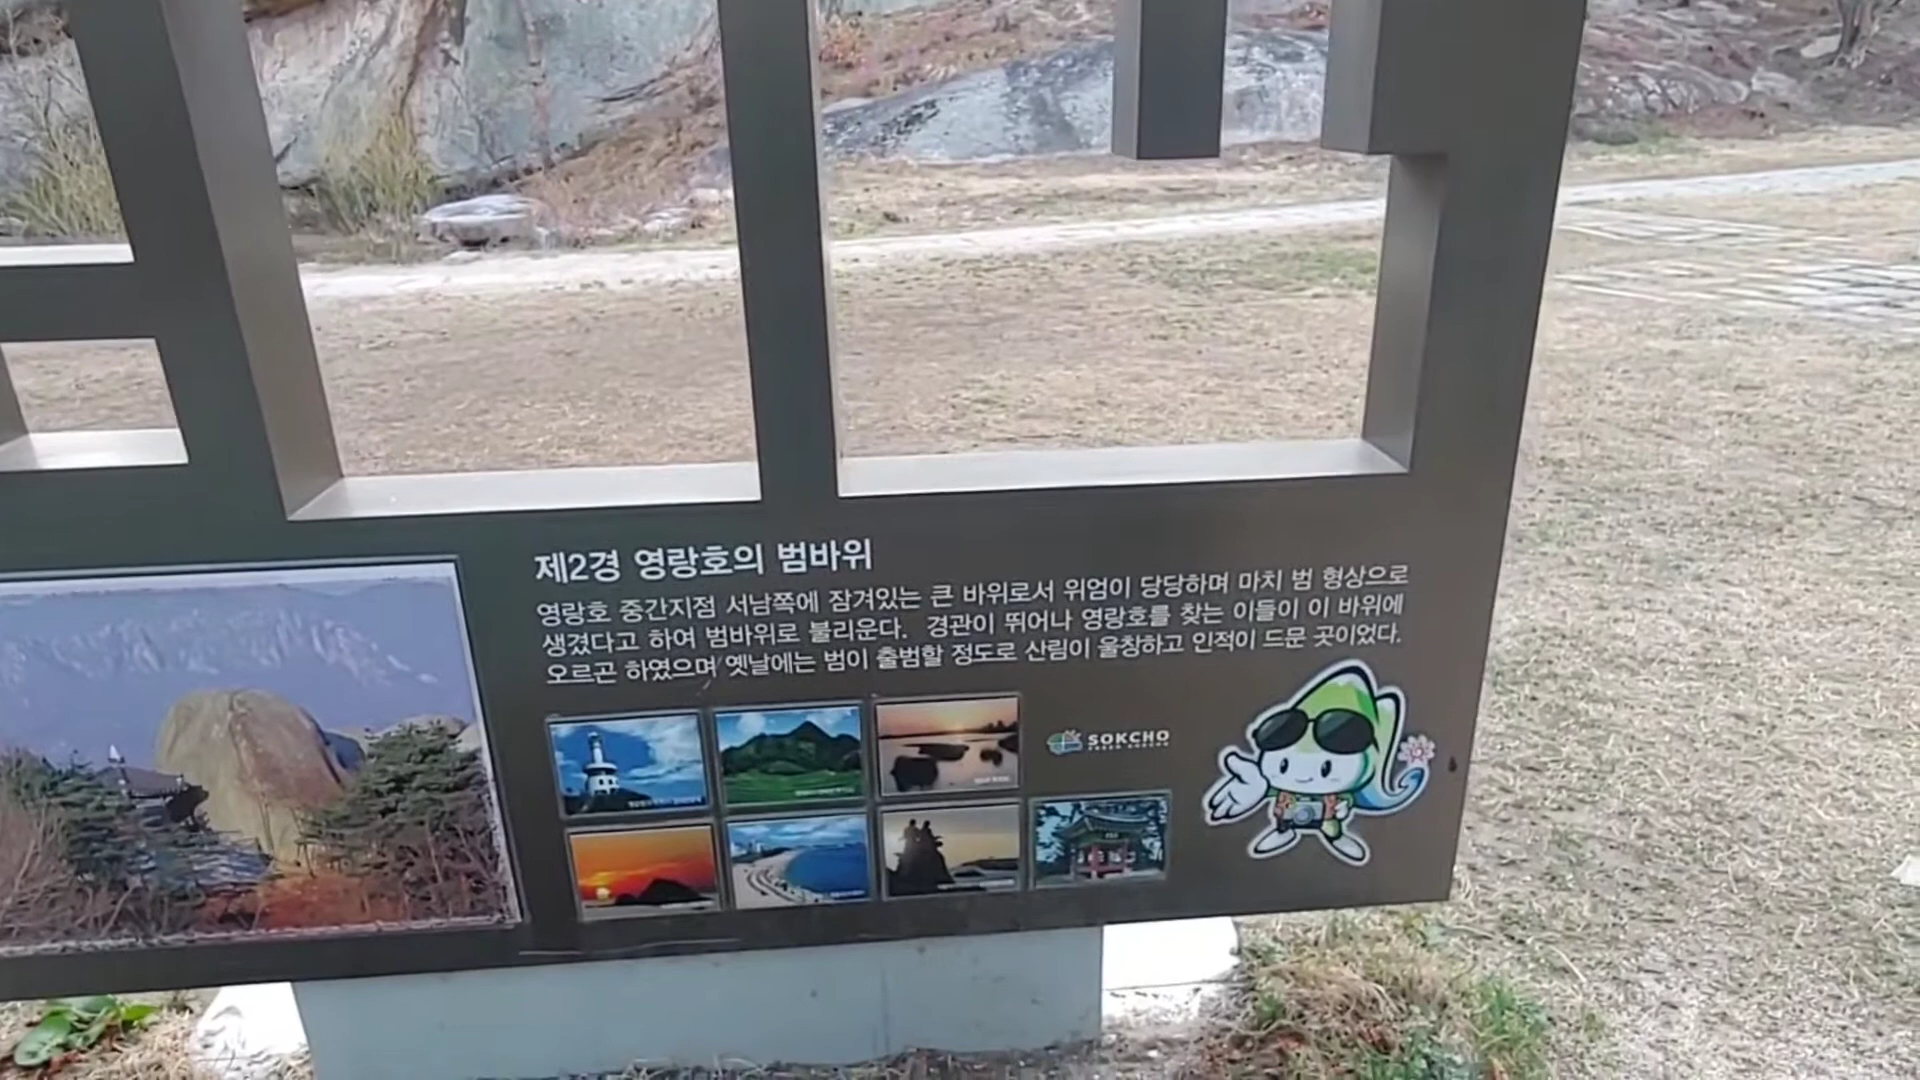 제2경 영랑호의 범바위
영랑호 중간지점 서남쪽에 잠겨있는 큰 바위로서 위엄이 당당하며 마치 범 형상으로
생겼다고 하여 범바위로 불리운다. 경관이 뛰어나 영랑호를 찾는 이들이 이 바위에
오르곤 하였으며 옛날에는 범이 출범할 정도로 산림이 울창하고 인적이 드문 곳이었다.
SOKCHO